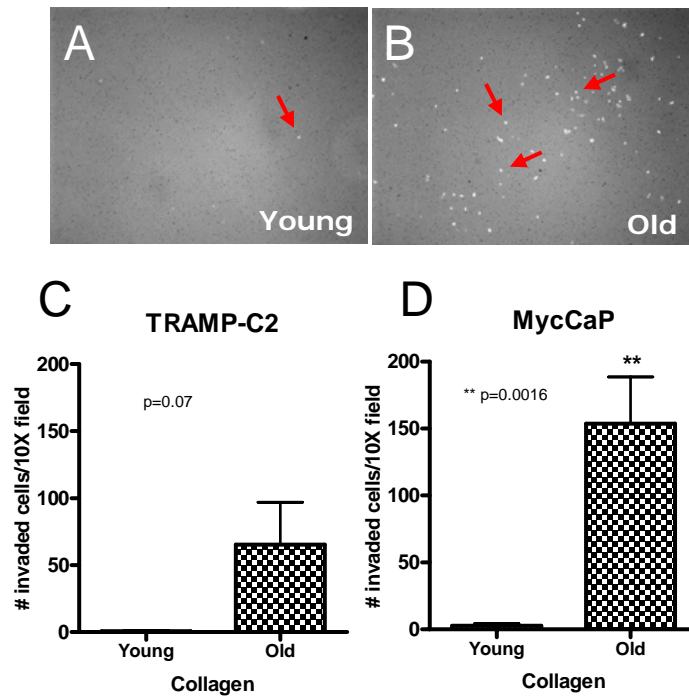 A
Young
B
Old
C
TRAMP-C2
# invaded cells/10X field
200
150
100
50
0
p=0.07
Young
Old
Collagen
D
MycCaP
# invaded cells/10X field
200
150
100
50
0
** p=0.0016
**
Young
Old
Collagen